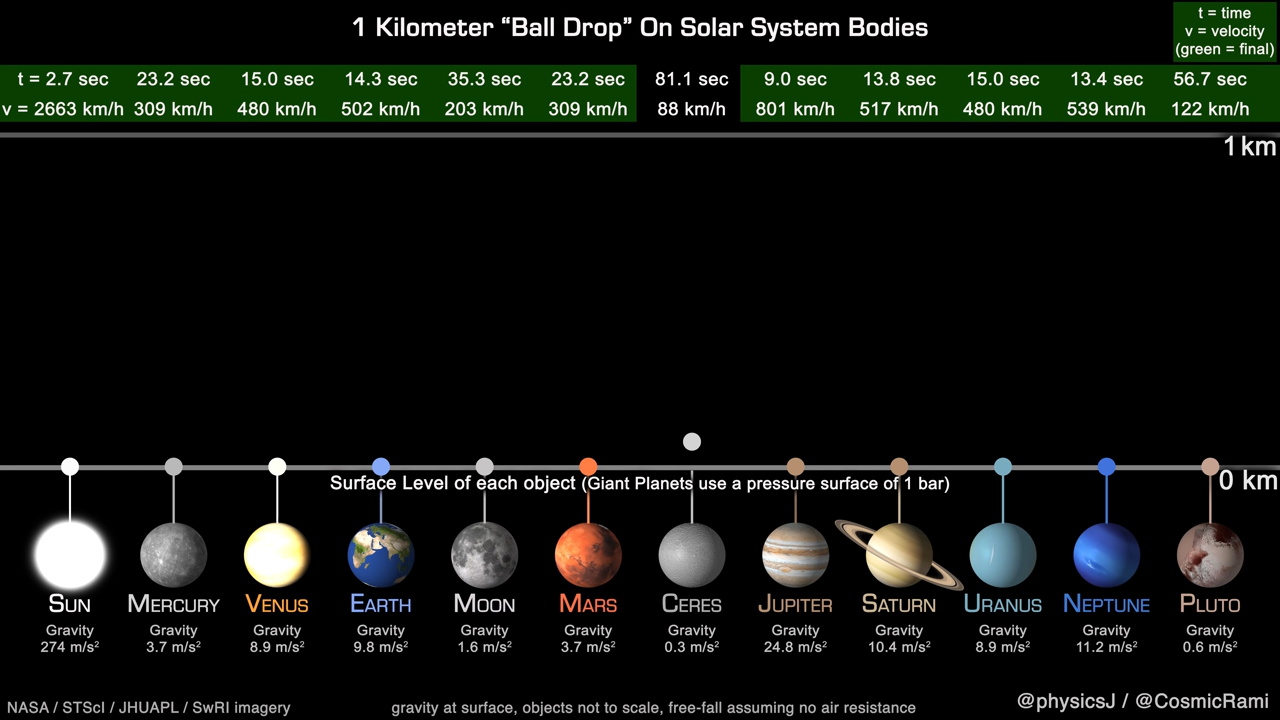 1 Kilometer “Ball Drop” On Solar System Bodies
t = time
v = velocity
(green = final)
t = 2.7 sec 23.2 sec 15.0 sec 14.3 sec 35.3 sec 23.2 sec 81.1 sec 9.0 sec 13.8 sec 15.0 sec 13.4 sec 56.7 sec
v = 2663 km/h 309 km/h 480 km/h 502 km/h 203 km/h 309 km/h 88 km/h 801 km/h 517 km/h 480 km/h 539 km/h 122 km/h
1 km
Surface Level of each object (Giant Planets use a pressure surface of 1 bar)
0 km
SUN MERCURY VENUS EARTH MOON MARS CERES JUPITER SATURN URANUS NEPTUNE PLUTO
Gravity Gravity Gravity Gravity Gravity Gravity Gravity Gravity Gravity Gravity Gravity Gravity
274 m/s² 3.7 m/s² 8.9 m/s² 9.8 m/s² 1.6 m/s² 3.7 m/s² 0.3 m/s² 24.8 m/s² 10.4 m/s² 8.9 m/s² 11.2 m/s² 0.6 m/s²
NASA / STScI / JHUAPL / SwRI imagery
gravity at surface, objects not to scale, free-fall assuming no air resistance
@physicsJ / @CosmicRami